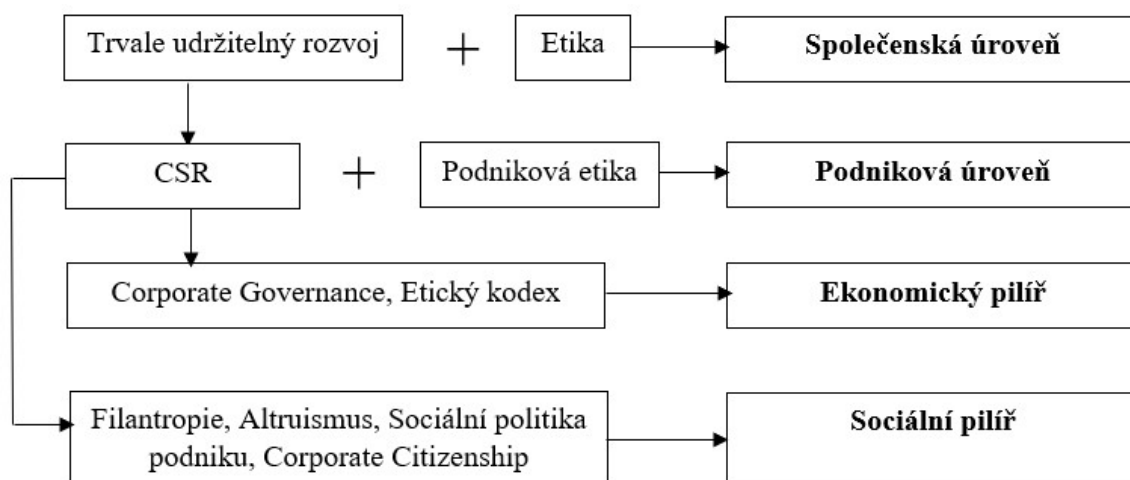 Trvale udržitelný rozvoj + Etika Společenská úroveň
CSR + Podniková etika Podniková úroveň
Corporate Governance, Etický kodex Ekonomický pilíř
Filantropie, Altruismus, Sociální politika
podniku, Corporate Citizenship
Sociální pilíř